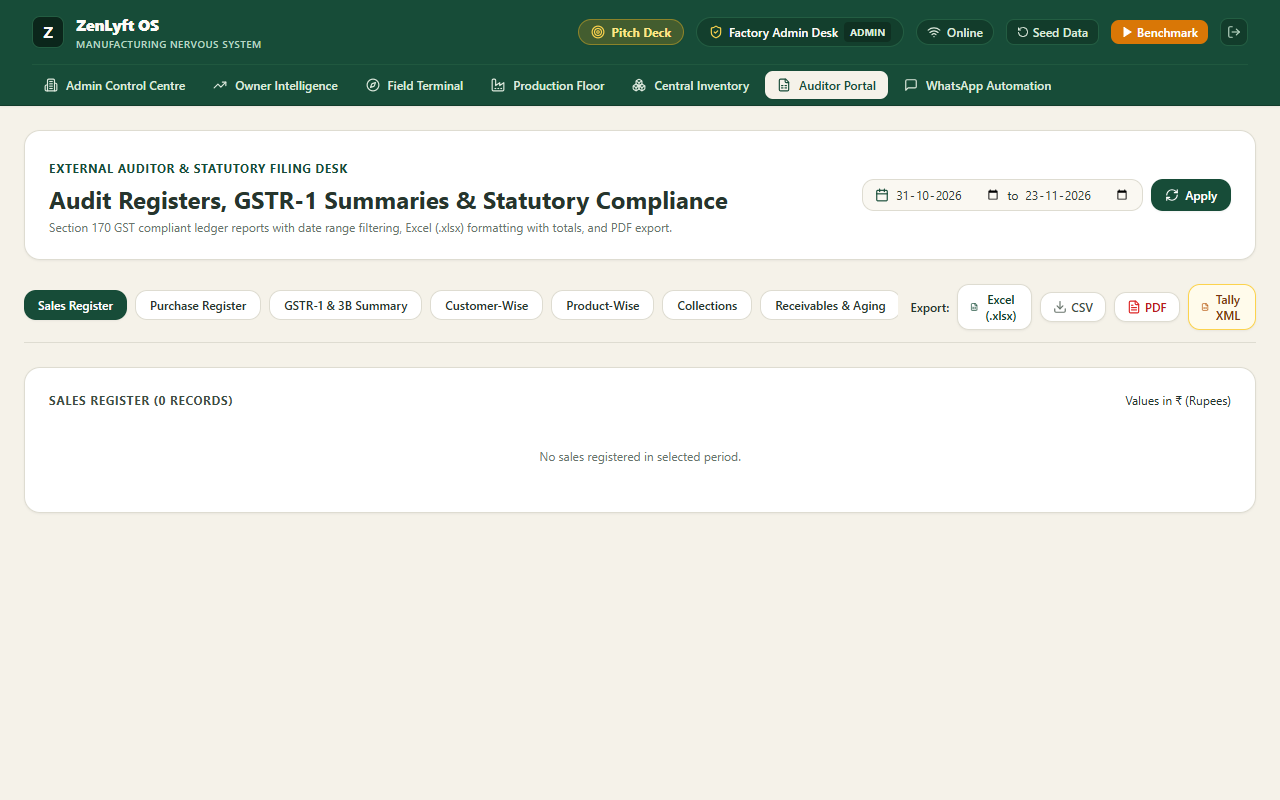 Z
ZenLyft OS
MANUFACTURING NERVOUS SYSTEM
Pitch Deck
Factory Admin Desk ADMIN
Online
Seed Data
Benchmark
Admin Control Centre
Owner Intelligence
Field Terminal
Production Floor
Central Inventory
Auditor Portal
WhatsApp Automation
EXTERNAL AUDITOR & STATUTORY FILING DESK
Audit Registers, GSTR-1 Summaries & Statutory Compliance
Section 170 GST compliant ledger reports with date range filtering, Excel (.xlsx) formatting with totals, and PDF export.
31-10-2026 to 23-11-2026
Apply
Sales Register
Purchase Register
GSTR-1 & 3B Summary
Customer-Wise
Product-Wise
Collections
Receivables & Aging
Export:
Excel
(.xlsx)
CSV
PDF
Tally
XML
SALES REGISTER (0 RECORDS)
Values in ₹ (Rupees)
No sales registered in selected period.